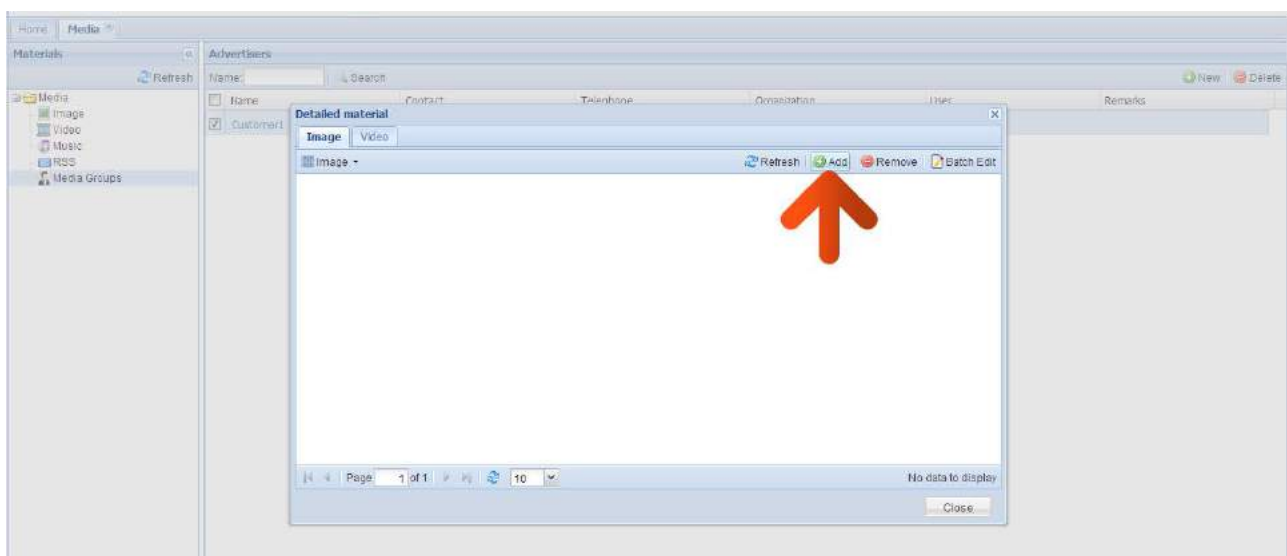 Home Media
Materials
Advertisers
Refresh
Name: Search
New Delete
Media
Image
Video
Music
RSS
Media Groups
Name Contact Telephone Organization User Remarks
Customer1
Detailed material
Image Video
Image Refresh Add Remove Batch Edit
Page 1 of 1 10 No data to display
Close